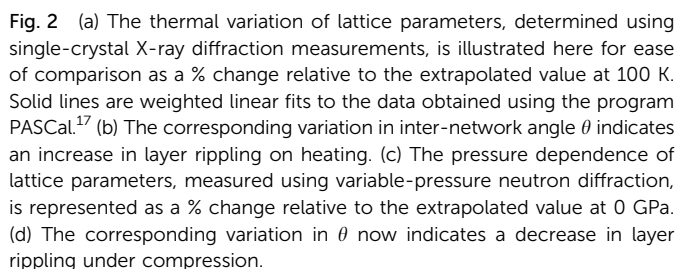 Fig. 2 (a) The thermal variation of lattice parameters, determined using
single-crystal X-ray diffraction measurements, is illustrated here for ease
of comparison as a % change relative to the extrapolated value at 100 K.
Solid lines are weighted linear fits to the data obtained using the program
PASCal.17 (b) The corresponding variation in inter-network angle θ indicates
an increase in layer rippling on heating. (c) The pressure dependence of
lattice parameters, measured using variable-pressure neutron diffraction,
is represented as a % change relative to the extrapolated value at 0 GPa.
(d) The corresponding variation in θ now indicates a decrease in layer
rippling under compression.